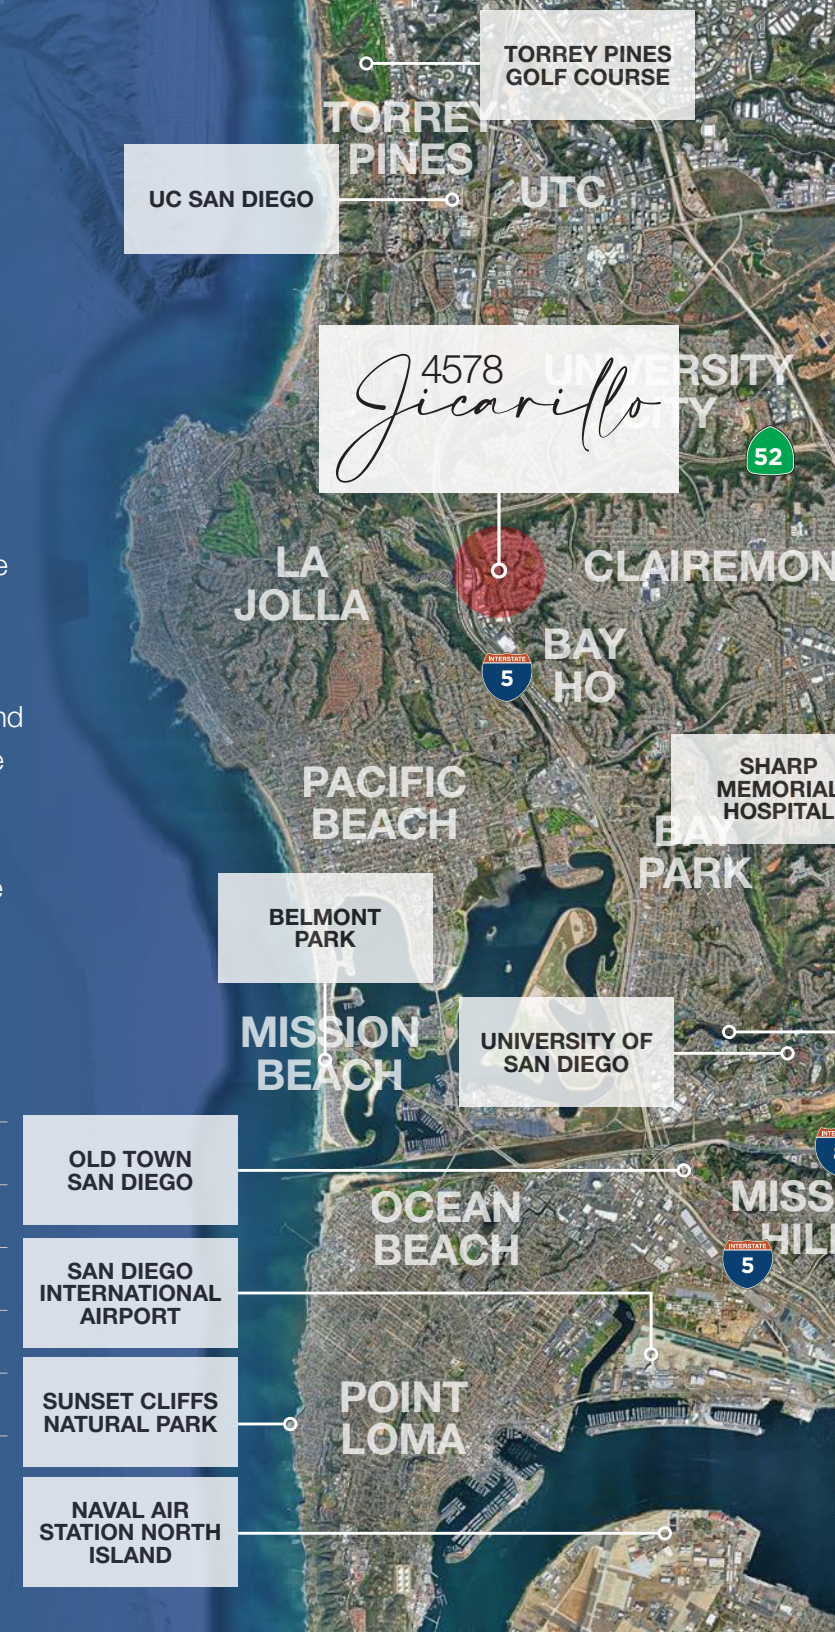 TORREY PINES
GOLF COURSE
TORREY
PINES
UC SAN DIEGO
UTC
4578
Jicarillo
UNIVERSITY
CITY
52
LA
JOLLA
CLAIREMON
BAY
HO
INTERSTATE
5
nd
PACIFIC
BEACH
SHARP
MEMORIAL
HOSPITAL
BAY
PARK
BELMONT
PARK
MISSION
BEACH
UNIVERSITY OF
SAN DIEGO
OLD TOWN
SAN DIEGO
OCEAN
BEACH
MISS
HILL
INTERSTATE
5
SAN DIEGO
INTERNATIONAL
AIRPORT
SUNSET CLIFFS
NATURAL PARK
POINT
LOMA
NAVAL AIR
STATION NORTH
ISLAND